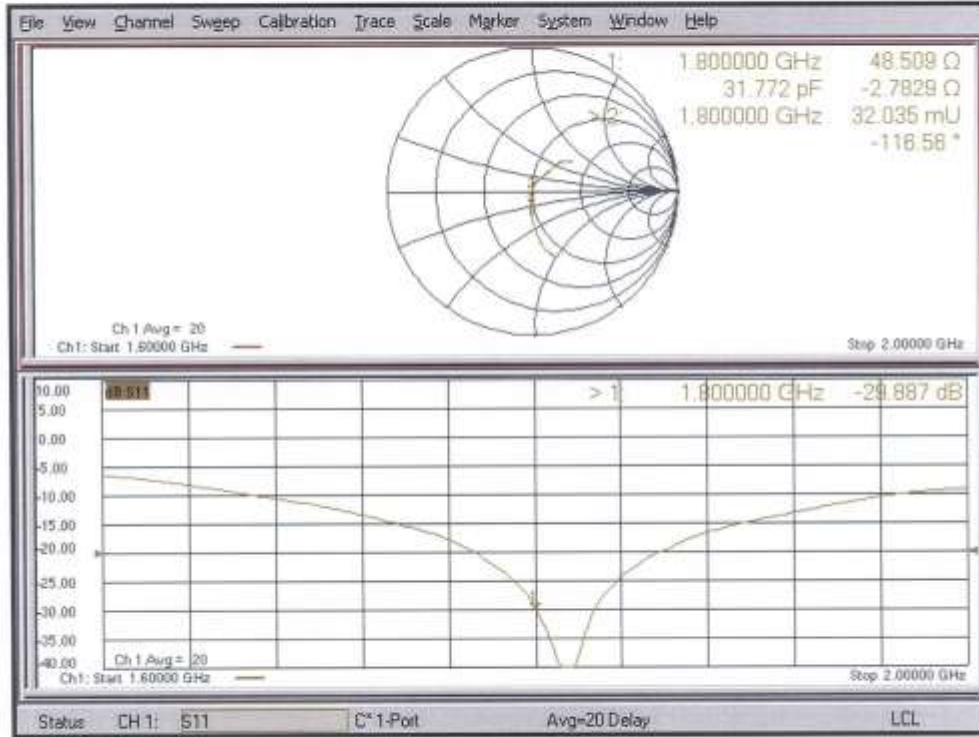 File View Channel Sweep Calibration Trace Scale Marker System Window Help
1: 1.800000 GHz 48.509 Ω
31.772 pF -2.7829 Ω
> 2: 1.800000 GHz 32.035 mU
-116.56 °
Ch 1 Avg = 20
Ch1: Start 1.60000 GHz Stop 2.00000 GHz
10.00 dB S11 > 1: 1.800000 GHz -29.887 dB
5.00
0.00
-5.00
-10.00
-15.00
-20.00
-25.00
-30.00
-35.00
-40.00
Ch 1 Avg = 20
Ch1: Start 1.60000 GHz Stop 2.00000 GHz
Status CH 1: S11 C* 1-Port Avg=20 Delay LCL